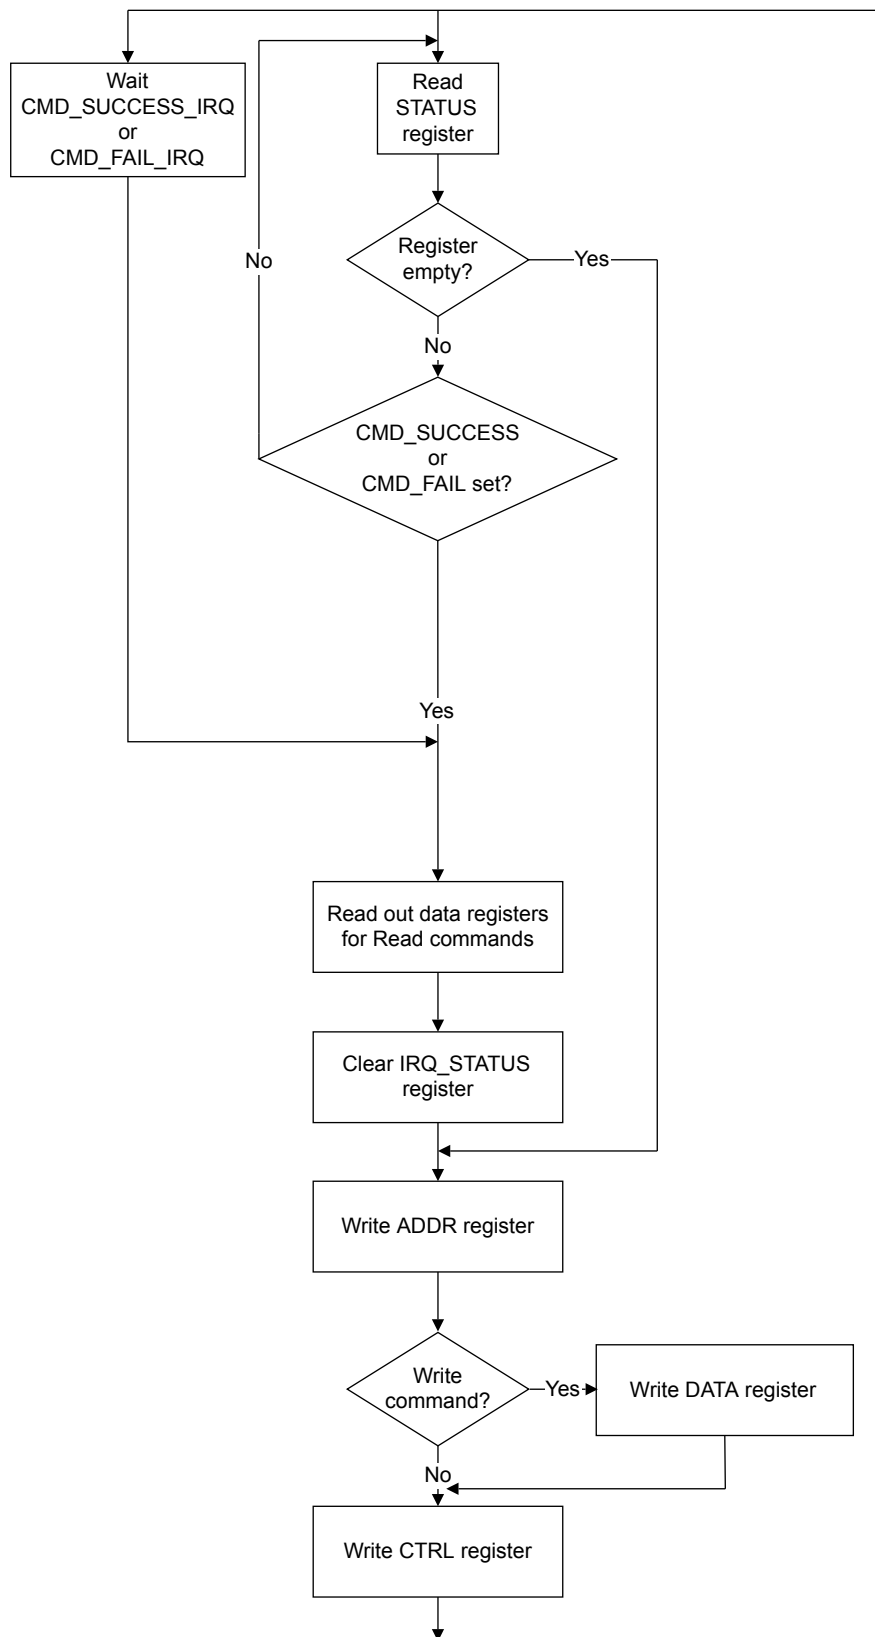 Wait
CMD_SUCCESS_IRQ
or
CMD_FAIL_IRQ
Read
STATUS
register
Register
empty?
Yes
No
No
CMD_SUCCESS
or
CMD_FAIL set?
Yes
Read out data registers
for Read commands
Clear IRQ_STATUS
register
Write ADDR register
Write
command?
Yes
Write DATA register
No
Write CTRL register